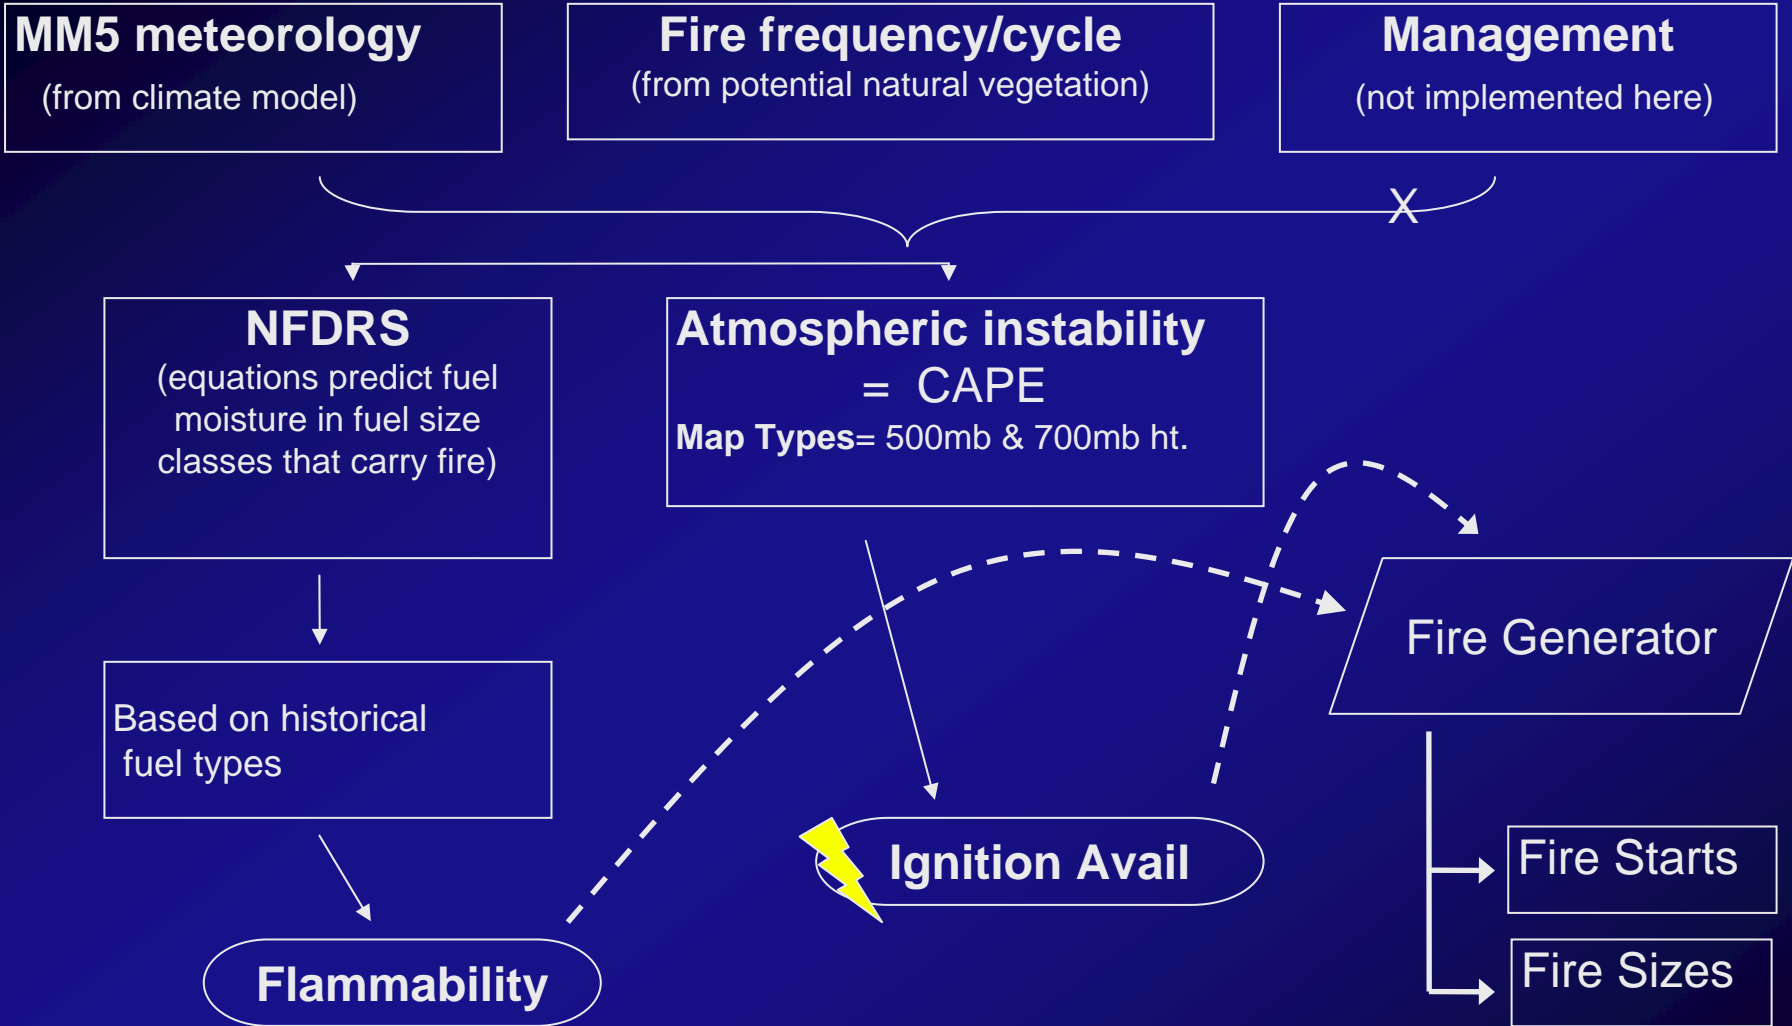 MM5 meteorology
(from climate model)
Fire frequency/cycle
(from potential natural vegetation)
Management
(not implemented here)
X
NFDRS
(equations predict fuel
moisture in fuel size
classes that carry fire)
Atmospheric instability
= CAPE
Map Types= 500mb & 700mb ht.
Based on historical
fuel types
Fire Generator
Ignition Avail
Flammability
Fire Starts
Fire Sizes